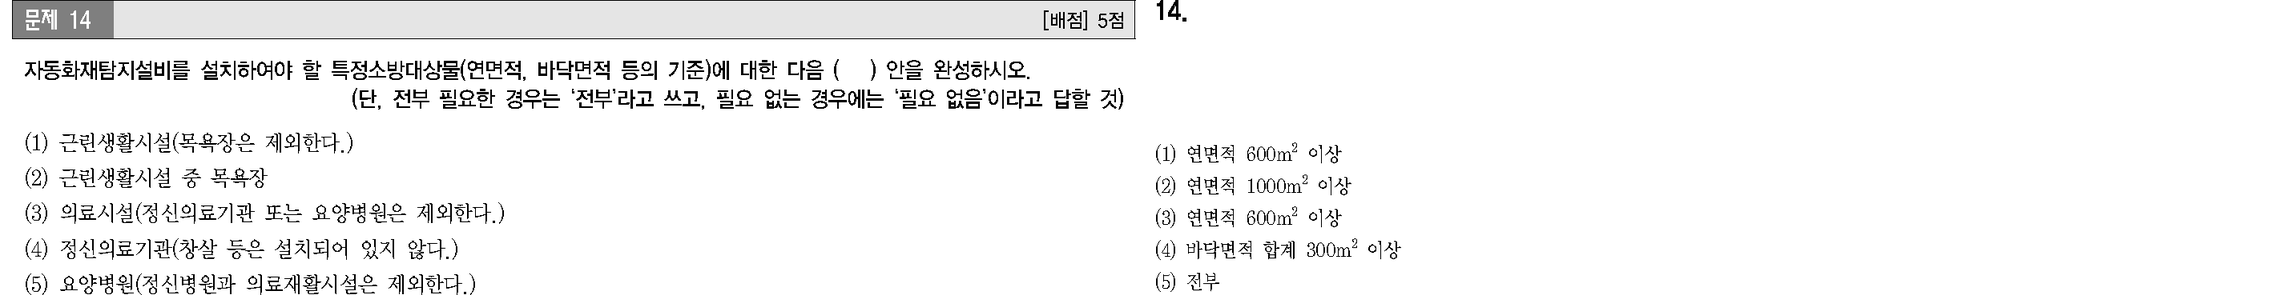 문제 14
[배점] 5점
자동화재탐지설비를 설치하여야 할 특정소방대상물(연면적, 바닥면적 등의 기준)에 대한 다음 (   ) 안을 완성하시오.
(단, 전부 필요한 경우는 '전부'라고 쓰고, 필요 없는 경우에는 '필요 없음'이라고 답할 것)
(1) 근린생활시설(목욕장은 제외한다.)
(2) 근린생활시설 중 목욕장
(3) 의료시설(정신의료기관 또는 요양병원은 제외한다.)
(4) 정신의료기관(창살 등은 설치되어 있지 않다.)
(5) 요양병원(정신병원과 의료재활시설은 제외한다.)
14.
(1) 연면적 600m² 이상
(2) 연면적 1000m² 이상
(3) 연면적 600m² 이상
(4) 바닥면적 합계 300m² 이상
(5) 전부